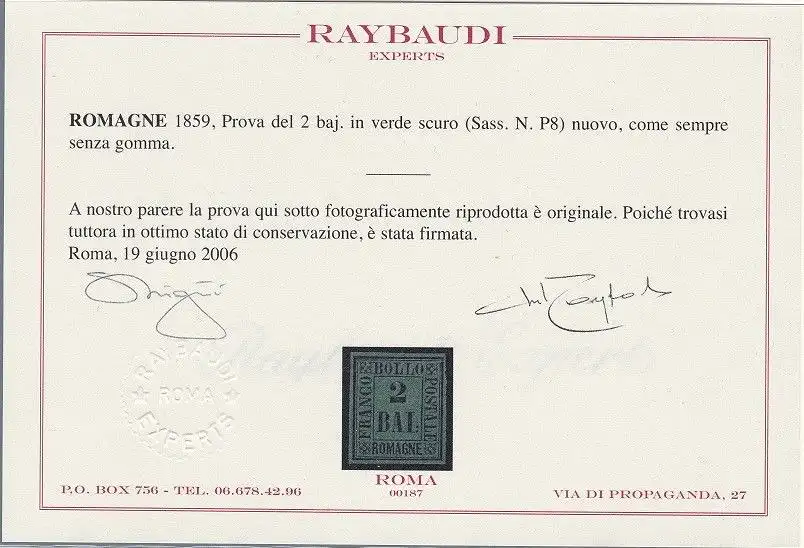 RAYBAUDI
EXPERTS
ROMAGNE 1859, Prova del 2 baj. in verde scuro (Sass. N. P8) nuovo, come sempre
senza gomma.
A nostro parere la prova qui sotto fotograficamente riprodotta è originale. Poiché trovasi
tuttora in ottimo stato di conservazione, è stata firmata.
Roma, 19 giugno 2006
RAYBAUDI
ROMA
EXPERTS
BOLLO
FRANCO
2
BAI.
POSTALE
ROMAGNE
P.O. BOX 756 - TEL. 06.678.42.96
ROMA
00187
VIA DI PROPAGANDA, 27